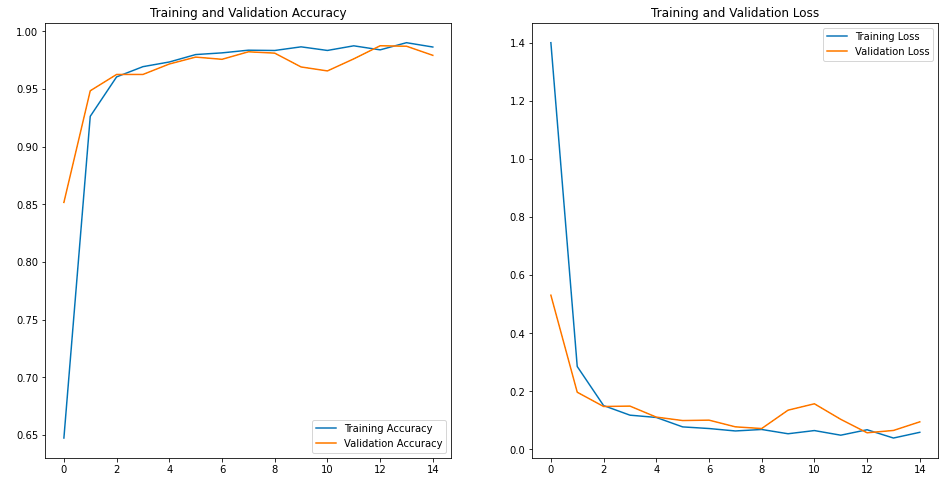 Training and Validation Accuracy
1.00
0.95
0.90
0.85
0.80
0.75
0.70
0.65
0 2 4 6 8 10 12 14
Training Accuracy
Validation Accuracy
Training and Validation Loss
1.4
1.2
1.0
0.8
0.6
0.4
0.2
0.0
0 2 4 6 8 10 12 14
Training Loss
Validation Loss